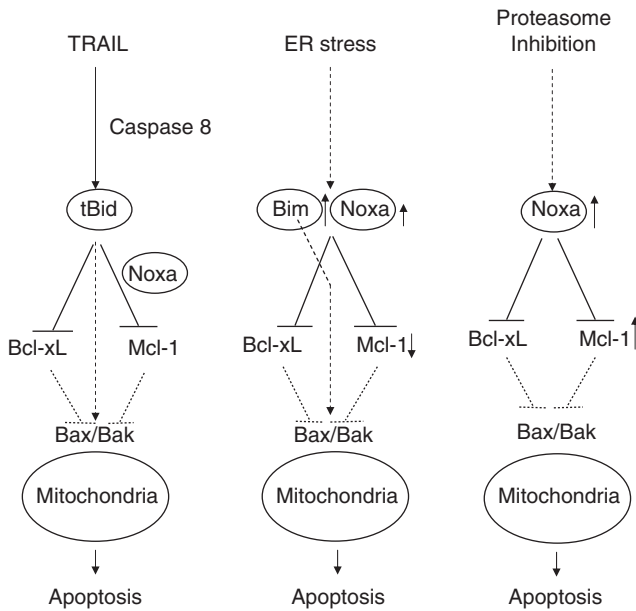 TRAIL
Caspase 8
tBid
Noxa
Bcl-xL
Mcl-1
Bax/Bak
Mitochondria
Apoptosis
ER stress
Bim
Noxa
Bcl-xL
Mcl-1
Bax/Bak
Mitochondria
Apoptosis
Proteasome
Inhibition
Noxa
Bcl-xL
Mcl-1
Bax/Bak
Mitochondria
Apoptosis